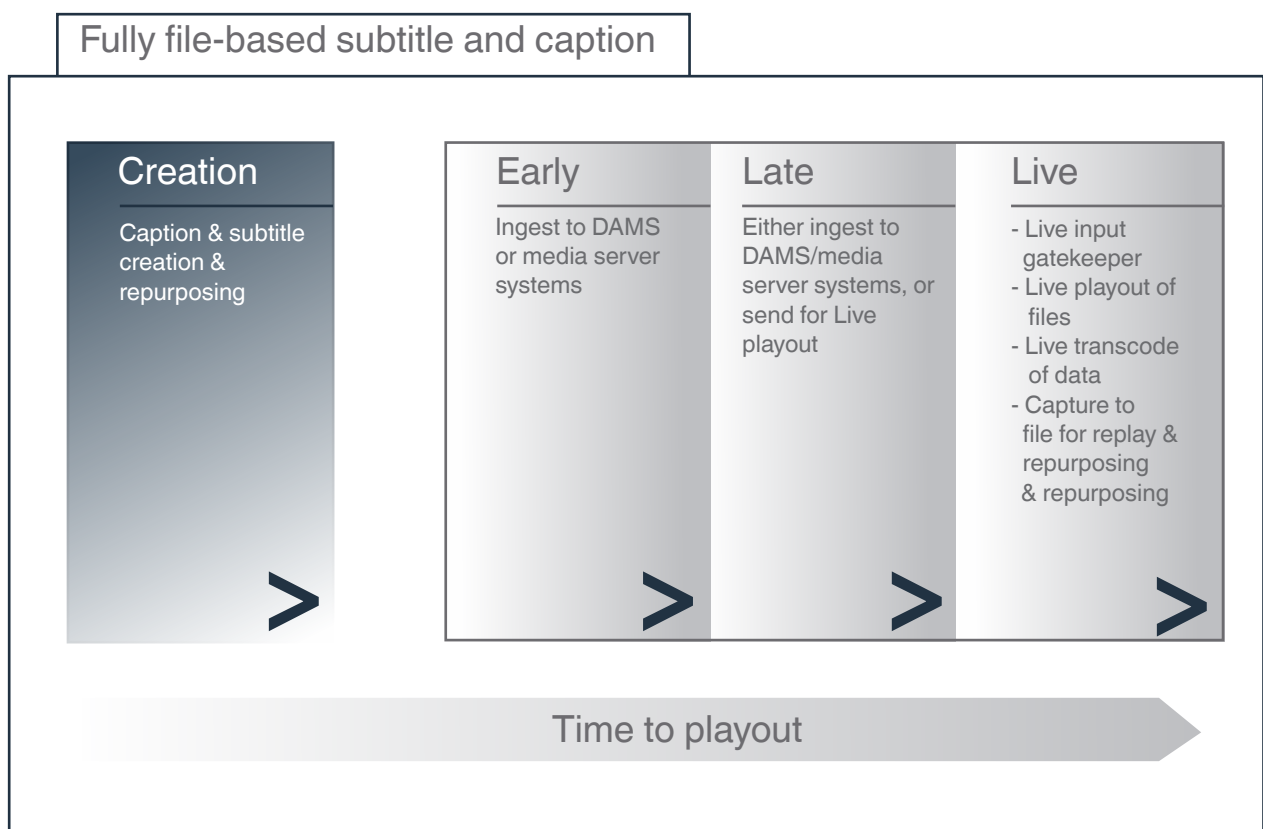 Fully file-based subtitle and caption
Creation
Caption & subtitle
creation &
repurposing
>
Early
Ingest to DAMS
or media server
systems
>
Late
Either ingest to
DAMS/media
server systems, or
send for Live
playout
>
Live
- Live input
gatekeeper
- Live playout of
files
- Live transcode
of data
- Capture to
file for replay &
repurposing
& repurposing
>
Time to playout